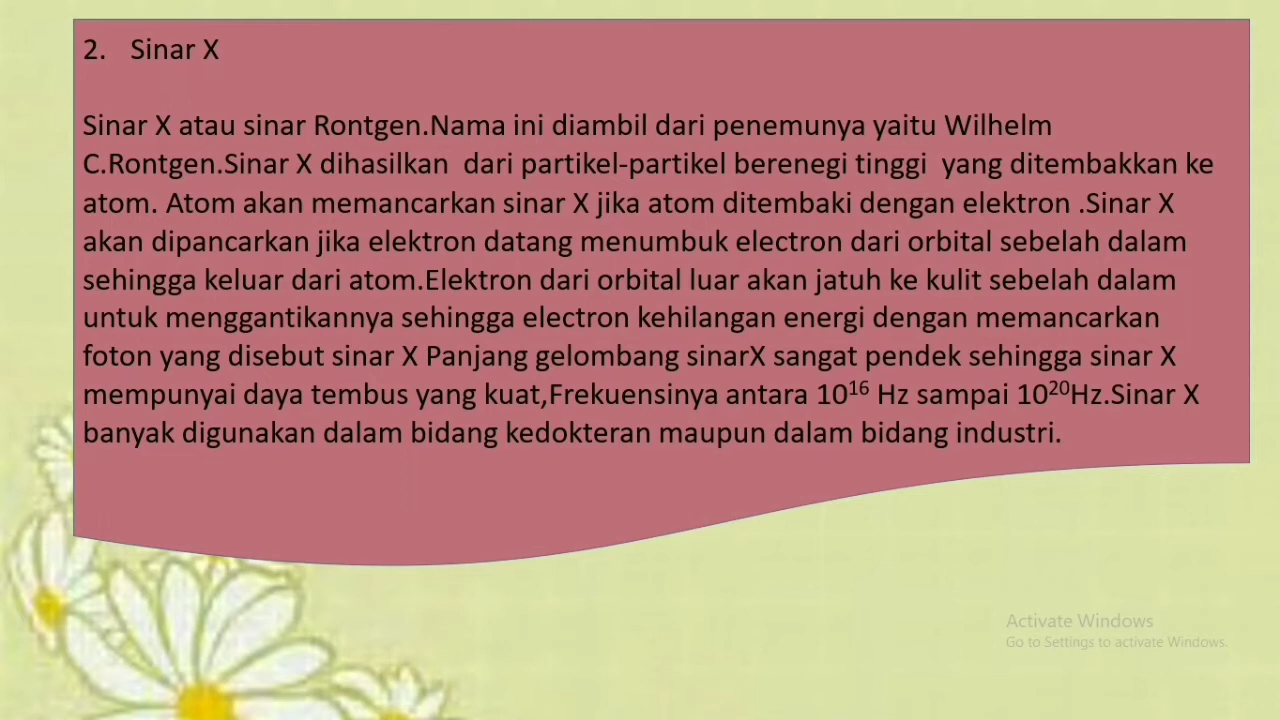 2. Sinar X
Sinar X atau sinar Rontgen.Nama ini diambil dari penemunya yaitu Wilhelm
C.Rontgen.Sinar X dihasilkan dari partikel-partikel berenegi tinggi yang ditembakkan ke
atom. Atom akan memancarkan sinar X jika atom ditembaki dengan elektron .Sinar X
akan dipancarkan jika elektron datang menumbuk electron dari orbital sebelah dalam
sehingga keluar dari atom.Elektron dari orbital luar akan jatuh ke kulit sebelah dalam
untuk menggantikannya sehingga electron kehilangan energi dengan memancarkan
foton yang disebut sinar X Panjang gelombang sinarX sangat pendek sehingga sinar X
mempunyai daya tembus yang kuat,Frekuensinya antara 10¹⁶ Hz sampai 10²⁰Hz.Sinar X
banyak digunakan dalam bidang kedokteran maupun dalam bidang industri.
Activate Windows
Go to Settings to activate Windows.